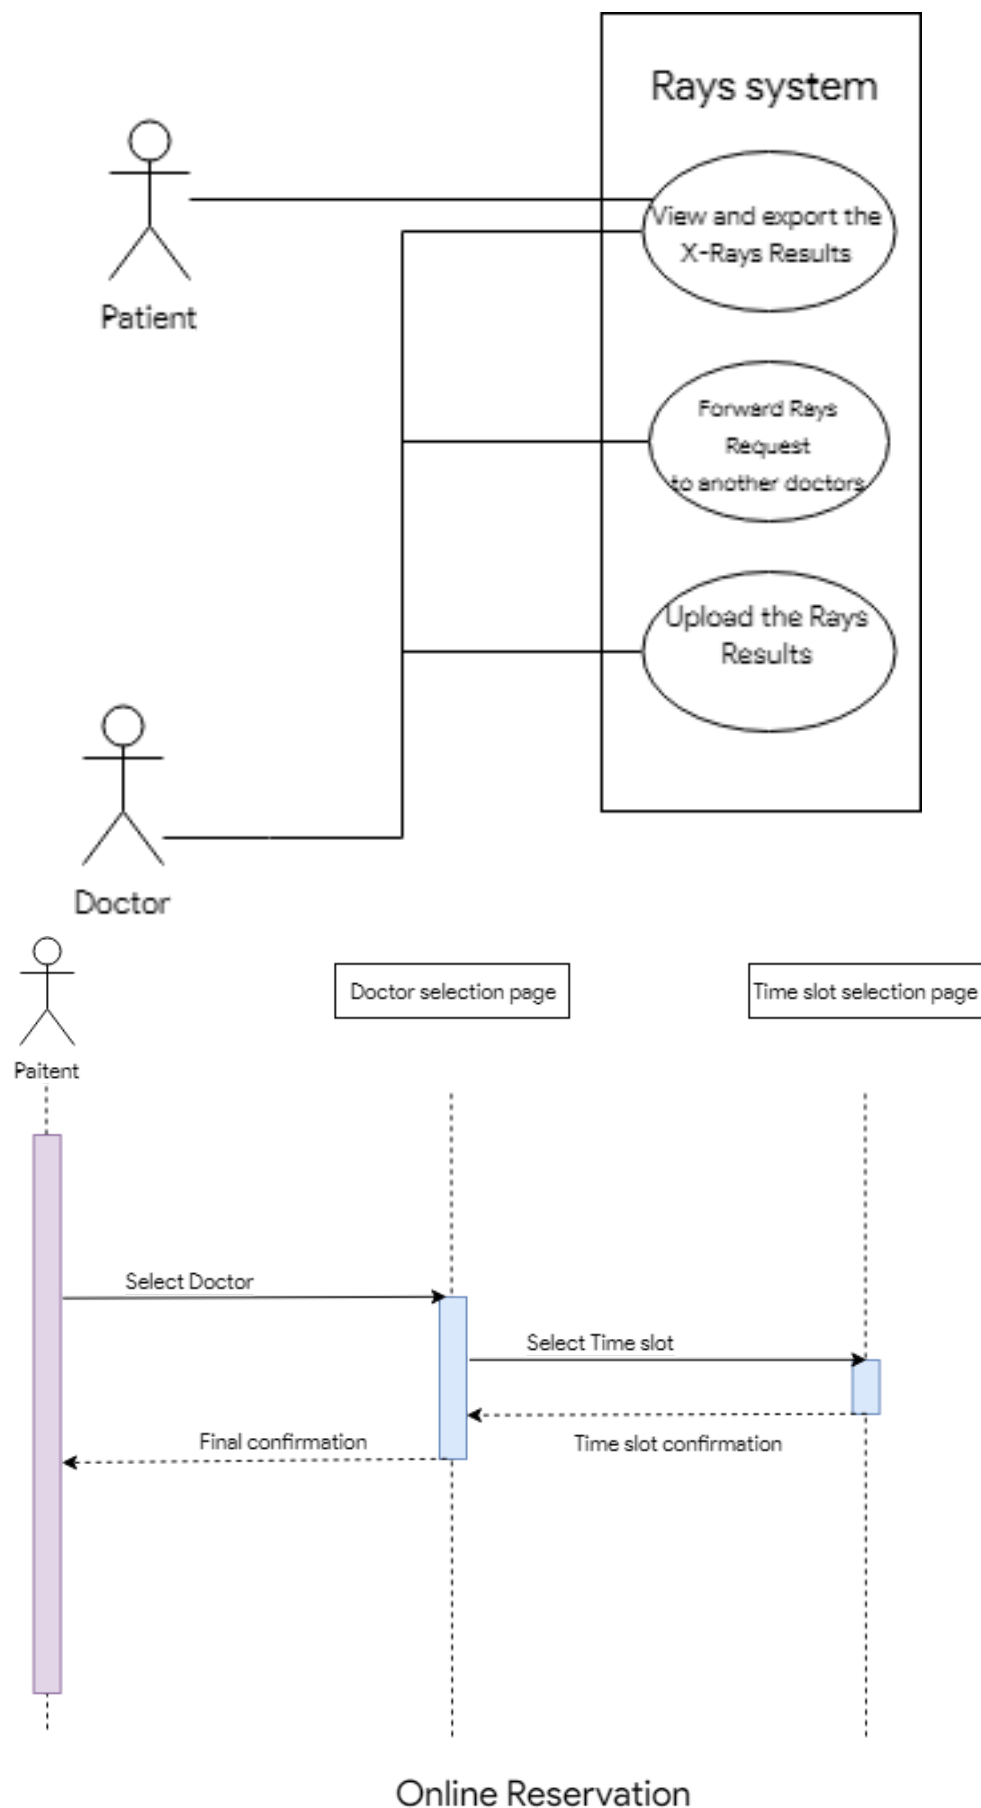 Rays system
Patient
View and export the
X-Rays Results
Forward Rays
Request
to another doctors
Upload the Rays
Results
Doctor
Paitent
Doctor selection page
Time slot selection page
Select Doctor
Select Time slot
Final confirmation
Time slot confirmation
Online Reservation